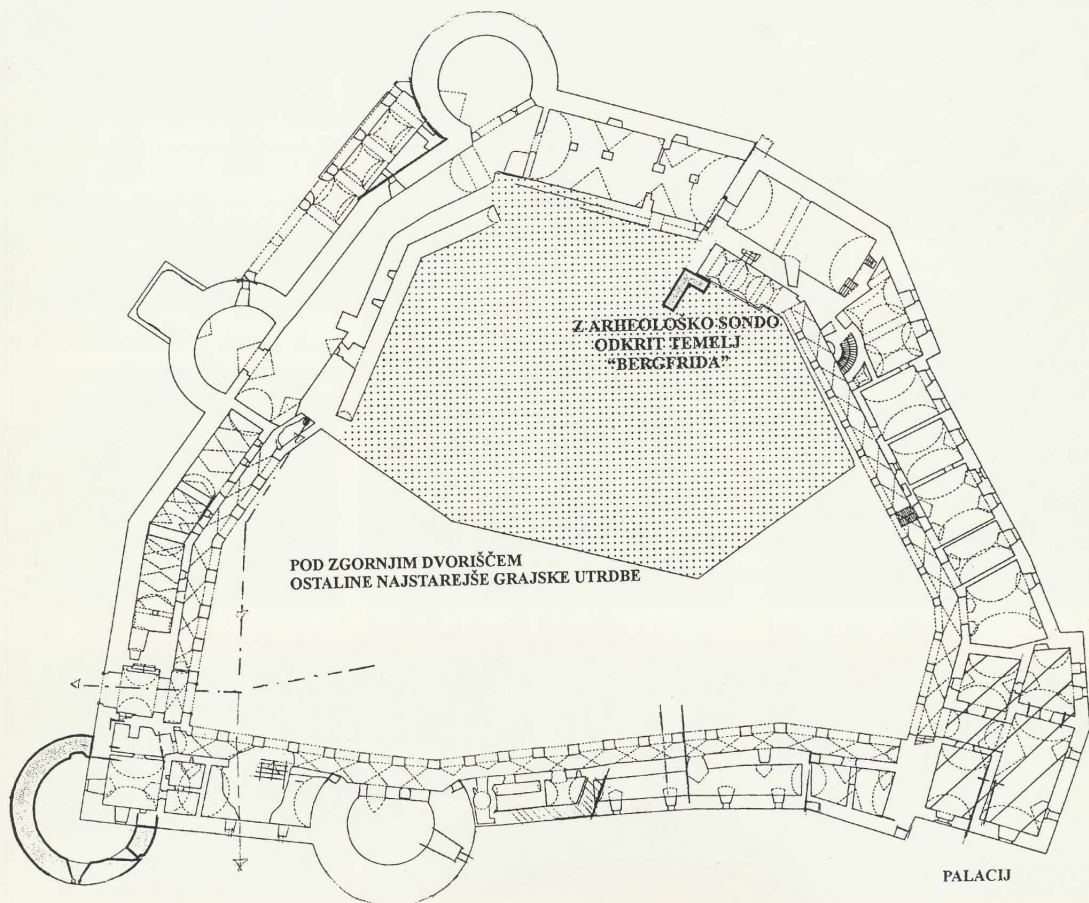 Z ARHEOLOŠKO SONDO
ODKRIT TEMELJ
“BERGFRIDA”
POD ZGORNJIM DVORIŠČEM
OSTALINE NAJSTAREJŠE GRAJSKE UTRDBE
PALACIJ